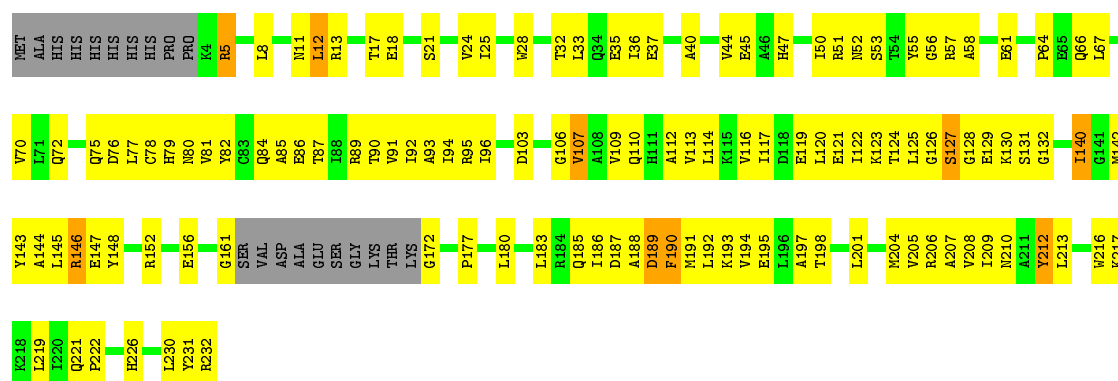 MET ALA HIS HIS HIS HIS HIS HIS PRO PRO K4 R5 L8 N11 L12 R13 T17 E18 S21 V24 I25 W28 T32 L33 Q34 E35 I36 E37 A40 V44 E45 A46 H47 I50 R51 N52 S53 T54 Y55 G56 R57 A58 E61 P64 E65 Q66 L67
V70 L71 Q72 Q75 D76 L77 C78 H79 N80 V81 Y82 C83 Q84 A85 E86 T87 I88 R89 T90 V91 I92 A93 I94 R95 I96 D103 G106 V107 A108 V109 Q110 H111 A112 V113 L114 K115 V116 I117 D118 E119 L120 E121 I122 K123 T124 L125 G126 S127 G128 E129 K130 S131 G132 I140 G141 M142
Y143 A144 L145 R146 E147 Y148 R152 E156 G161 SER VAL ASP ALA GLU SER GLY LYS THR LYS G172 P177 L180 L183 R184 Q185 I186 D187 A188 D189 F190 M191 L192 K193 V194 E195 L196 A197 T198 L201 M204 V205 R206 A207 V208 I209 N210 A211 Y212 L213 W216 K217
K218 L219 I220 Q221 P222 H226 L230 Y231 R232